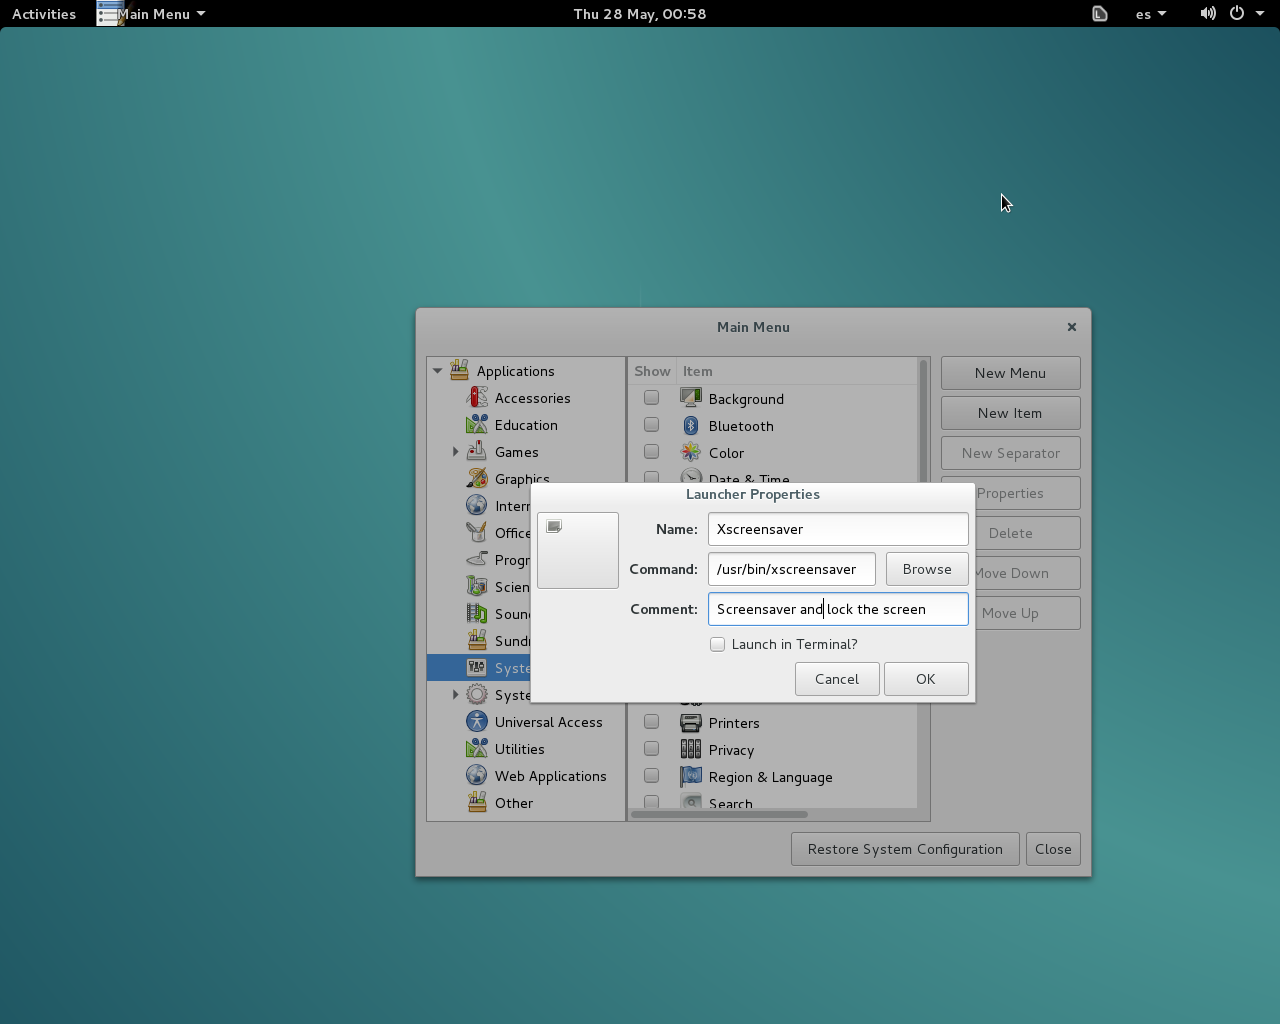 Activities Main Menu Thu 28 May, 00:58 es
Main Menu
Applications
Accessories
Education
Games
Graphics
Intern
Office
Progr
Scien
Soun
Sundr
Syste
Syste
Universal Access
Utilities
Web Applications
Other
Show Item
Background
Bluetooth
Color
Date & Time
Printers
Privacy
Region & Language
Search
New Menu
New Item
New Separator
Properties
Delete
Move Down
Move Up
Launcher Properties
Name: Xscreensaver
Command: /usr/bin/xscreensaver Browse
Comment: Screensaver and lock the screen
Launch in Terminal?
Cancel OK
Restore System Configuration Close